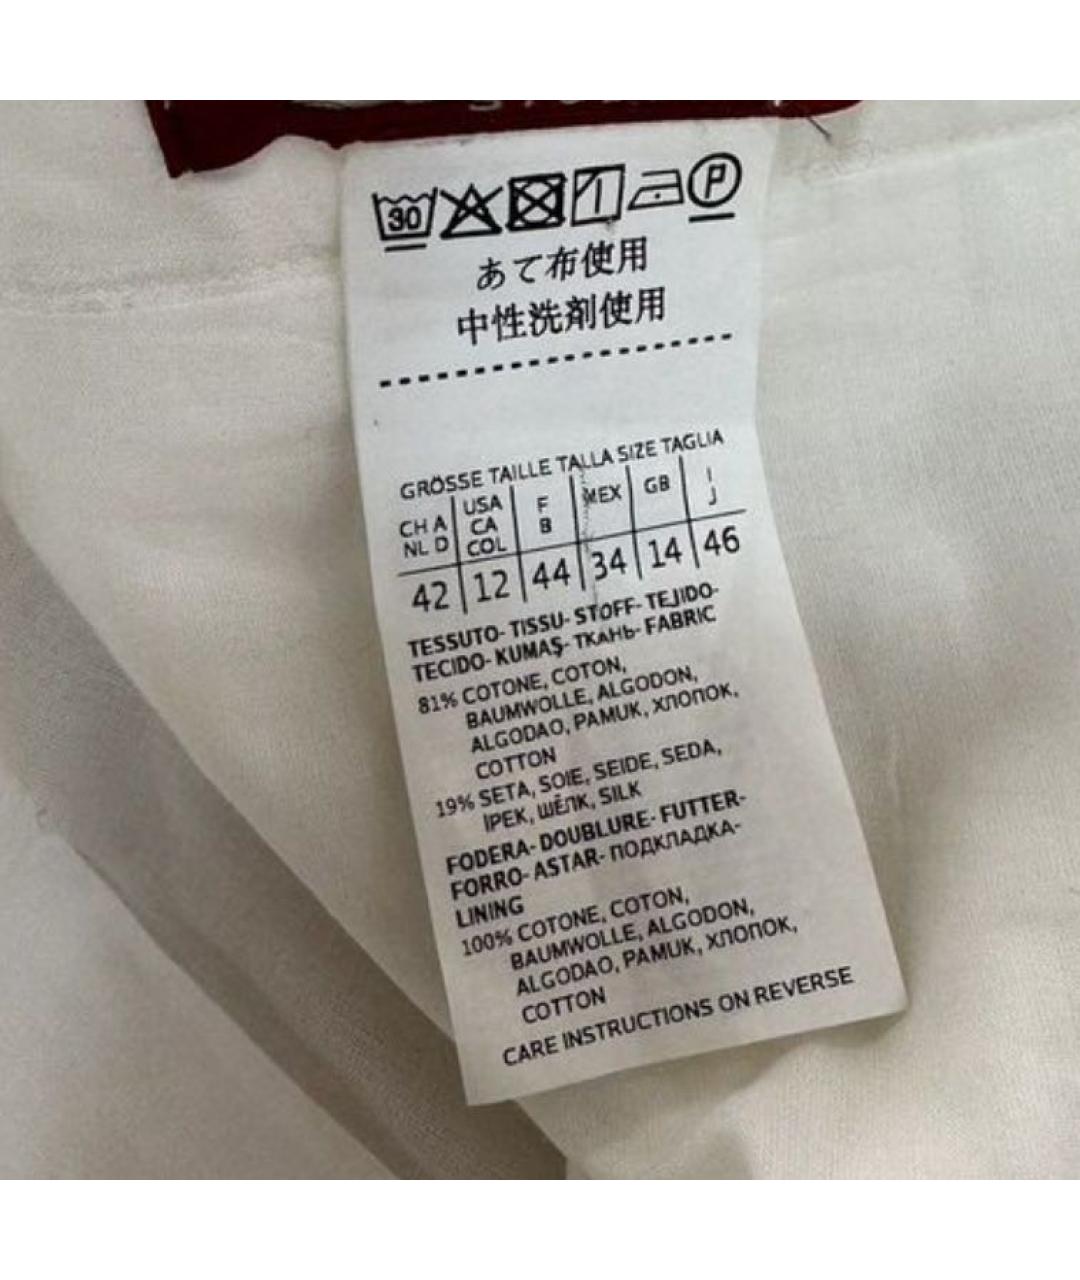 30
P
あて布使用
中性洗剤使用
GRÖSSE TAILLE TALLA SIZE TAGLIA
CH A NL D USA CA COL F B MEX GB I J
42 12 44 34 14 46
TESSUTO- TISSU- STOFF- TEJIDO-
TECIDO- KUMAŞ- ТКАНЬ- FABRIC
81% COTONE, COTON,
BAUMWOLLE, ALGODON,
ALGODAO, PAMUK, ХЛОПОК,
COTTON
19% SETA, SOIE, SEIDE, SEDA,
IPEK, ШЁЛК, SILK
FODERA- DOUBLURE- FUTTER-
FORRO- ASTAR- ПОДКЛАДКА-
LINING
100% COTONE, COTON,
BAUMWOLLE, ALGODON,
ALGODAO, PAMUK, ХЛОПОК,
COTTON
CARE INSTRUCTIONS ON REVERSE